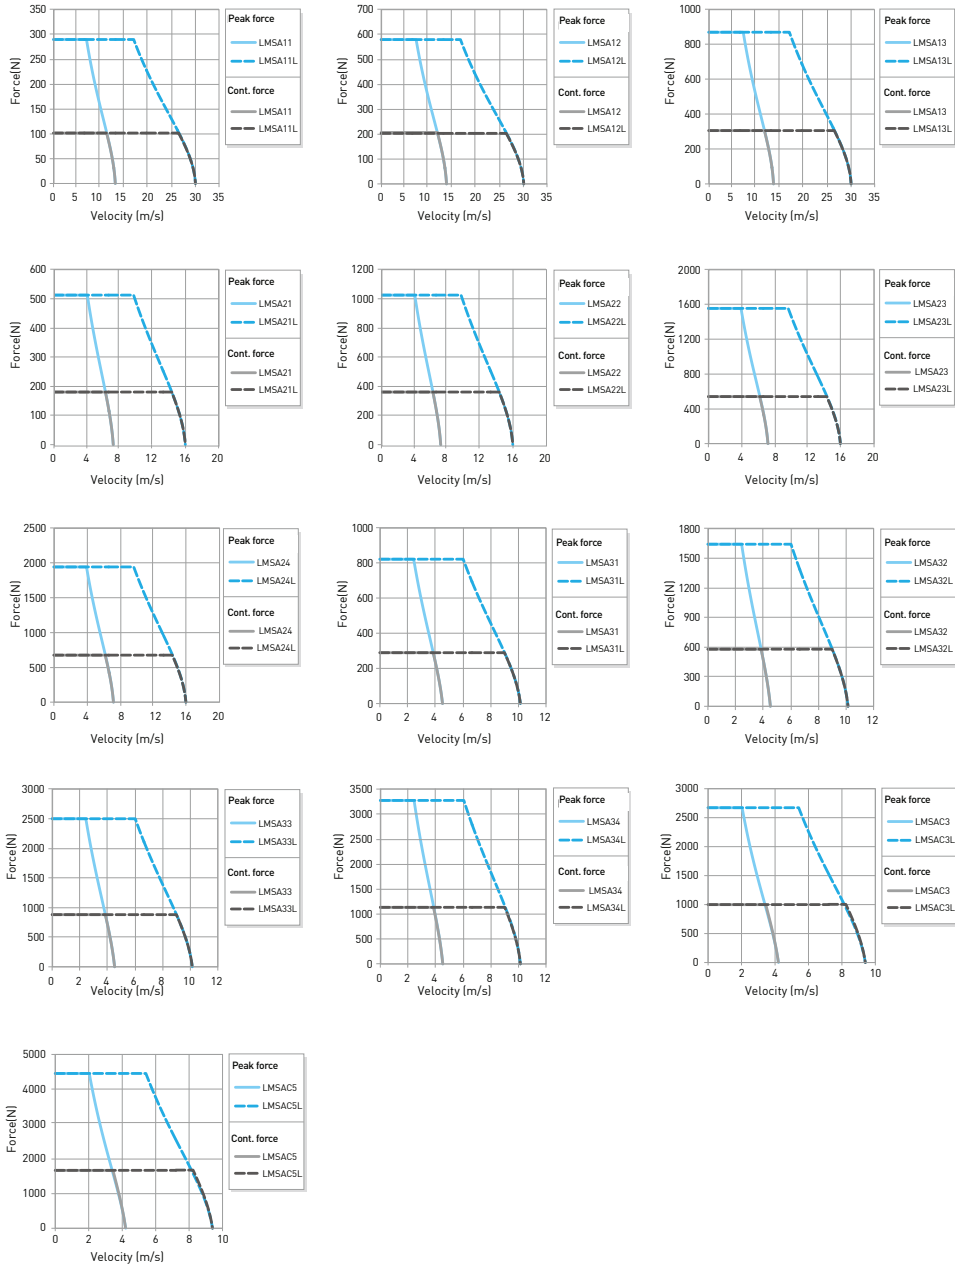 350
300
250
200
150
100
50
0
Force(N)
0 5 10 15 20 25 30 35
Velocity (m/s)
Peak force
LMSA11
LMSA11L
Cont. force
LMSA11
LMSA11L
700
600
500
400
300
200
100
0
Force(N)
0 5 10 15 20 25 30 35
Velocity (m/s)
Peak force
LMSA12
LMSA12L
Cont. force
LMSA12
LMSA12L
1000
800
600
400
200
0
Force(N)
0 5 10 15 20 25 30 35
Velocity (m/s)
Peak force
LMSA13
LMSA13L
Cont. force
LMSA13
LMSA13L
600
500
400
300
200
100
0
Force(N)
0 4 8 12 16 20
Velocity (m/s)
Peak force
LMSA21
LMSA21L
Cont. force
LMSA21
LMSA21L
1200
1000
800
600
400
200
0
Force(N)
0 4 8 12 16 20
Velocity (m/s)
Peak force
LMSA22
LMSA22L
Cont. force
LMSA22
LMSA22L
2000
1600
1200
800
400
0
Force(N)
0 4 8 12 16 20
Velocity (m/s)
Peak force
LMSA23
LMSA23L
Cont. force
LMSA23
LMSA23L
2500
2000
1500
1000
500
0
Force(N)
0 4 8 12 16 20
Velocity (m/s)
Peak force
LMSA24
LMSA24L
Cont. force
LMSA24
LMSA24L
1000
800
600
400
200
0
Force(N)
0 2 4 6 8 10 12
Velocity (m/s)
Peak force
LMSA31
LMSA31L
Cont. force
LMSA31
LMSA31L
1800
1500
1200
900
600
300
0
Force(N)
0 2 4 6 8 10 12
Velocity (m/s)
Peak force
LMSA32
LMSA32L
Cont. force
LMSA32
LMSA32L
3000
2500
2000
1500
1000
500
0
Force(N)
0 2 4 6 8 10 12
Velocity (m/s)
Peak force
LMSA33
LMSA33L
Cont. force
LMSA33
LMSA33L
3500
3000
2500
2000
1500
1000
500
0
Force(N)
0 2 4 6 8 10 12
Velocity (m/s)
Peak force
LMSA34
LMSA34L
Cont. force
LMSA34
LMSA34L
3000
2500
2000
1500
1000
500
0
Force(N)
0 2 4 6 8 10
Velocity (m/s)
Peak force
LMSAC3
LMSAC3L
Cont. force
LMSAC3
LMSAC3L
5000
4000
3000
2000
1000
0
Force(N)
0 2 4 6 8 10
Velocity (m/s)
Peak force
LMSAC5
LMSAC5L
Cont. force
LMSAC5
LMSAC5L